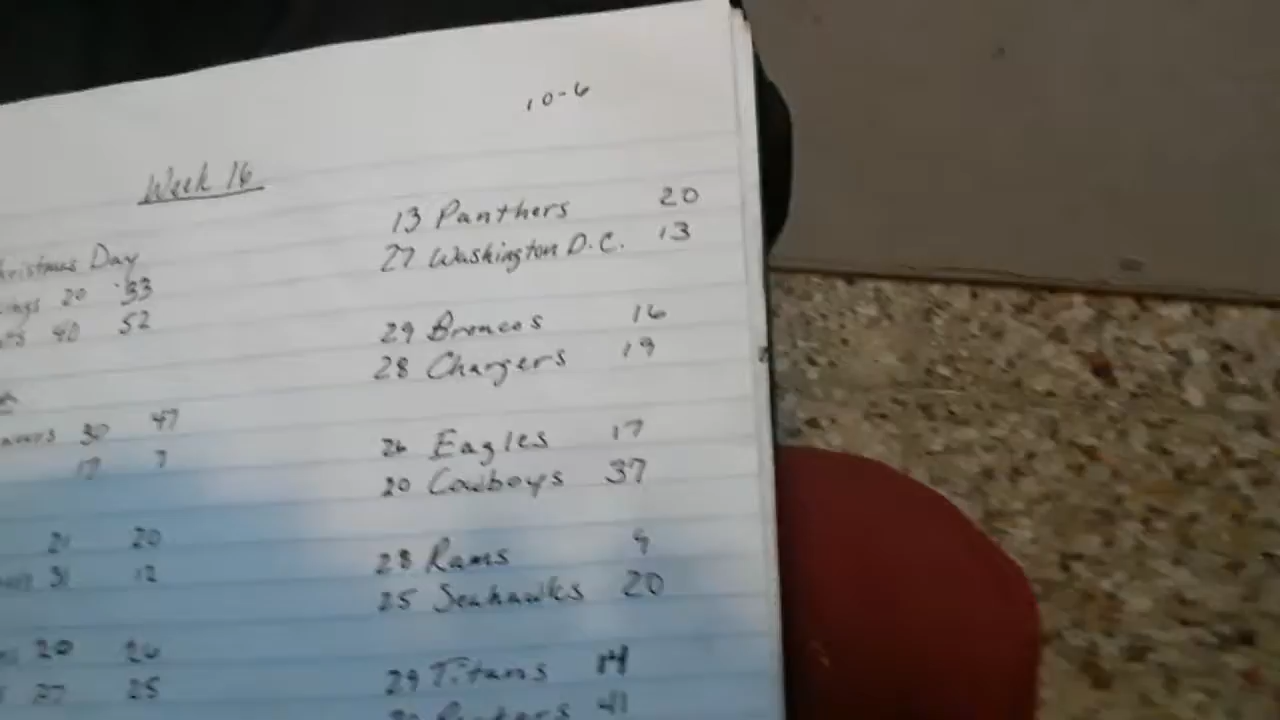 10-6
Week 16
Christmas Day
20 33
40 52
30 47
17 7
21 20
31 12
20 26
27 25
13 Panthers 20
27 Washington D.C. 13
29 Broncos 16
28 Chargers 19
26 Eagles 17
20 Cowboys 37
28 Rams 9
25 Seahawks 20
29 Titans 14
41